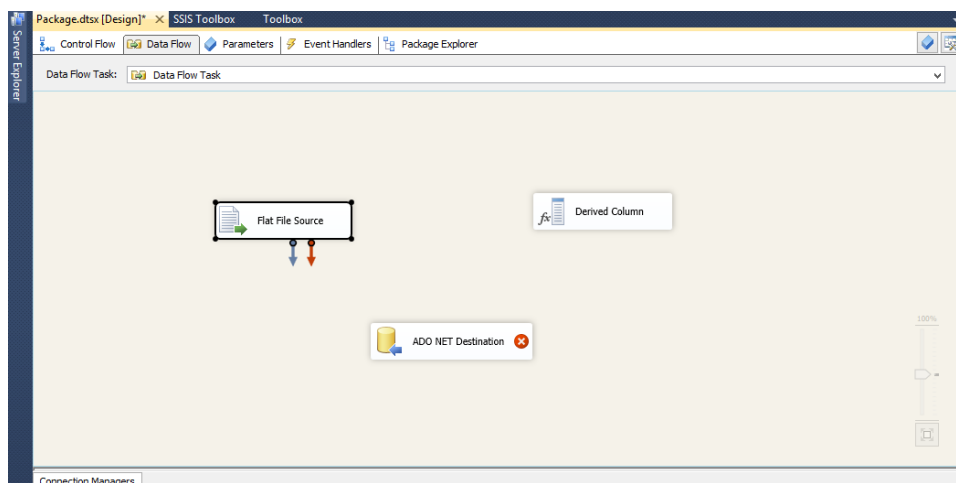 Package.dtsx [Design]* SSIS Toolbox Toolbox
Server Explorer
Control Flow Data Flow Parameters Event Handlers Package Explorer
Data Flow Task: Data Flow Task
Flat File Source
fx Derived Column
ADO NET Destination
100%
Connection Managers